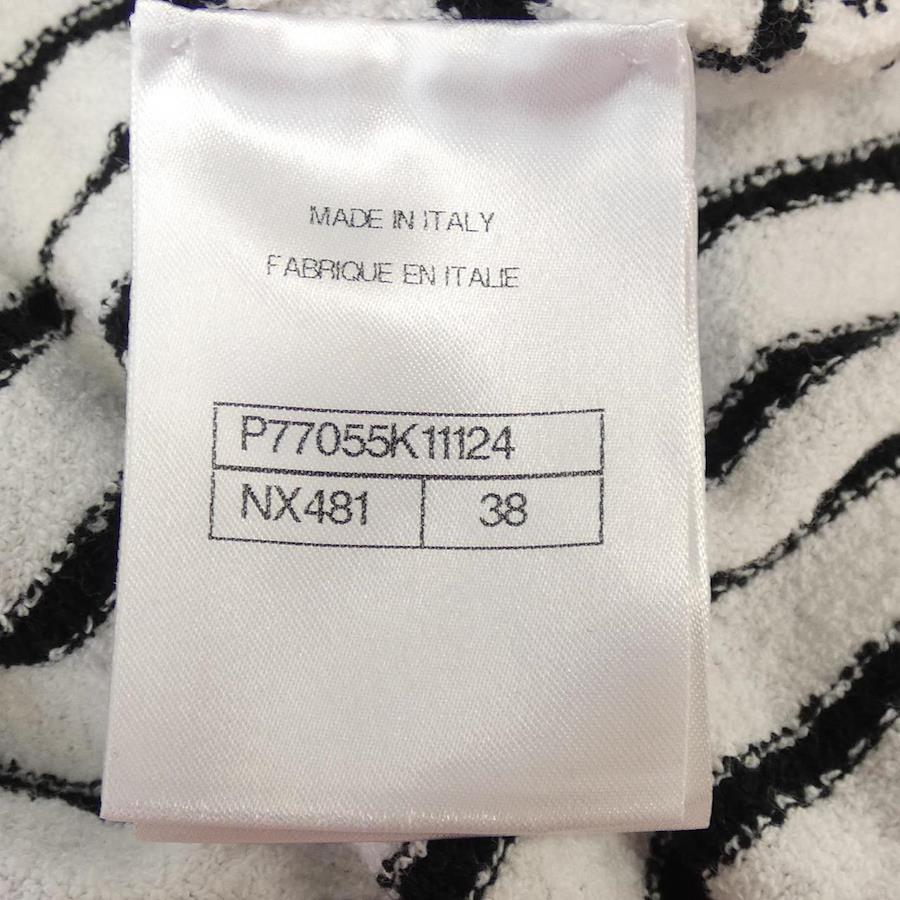 MADE IN ITALY
FABRIQUE EN ITALIE
P77055K11124
NX481 38